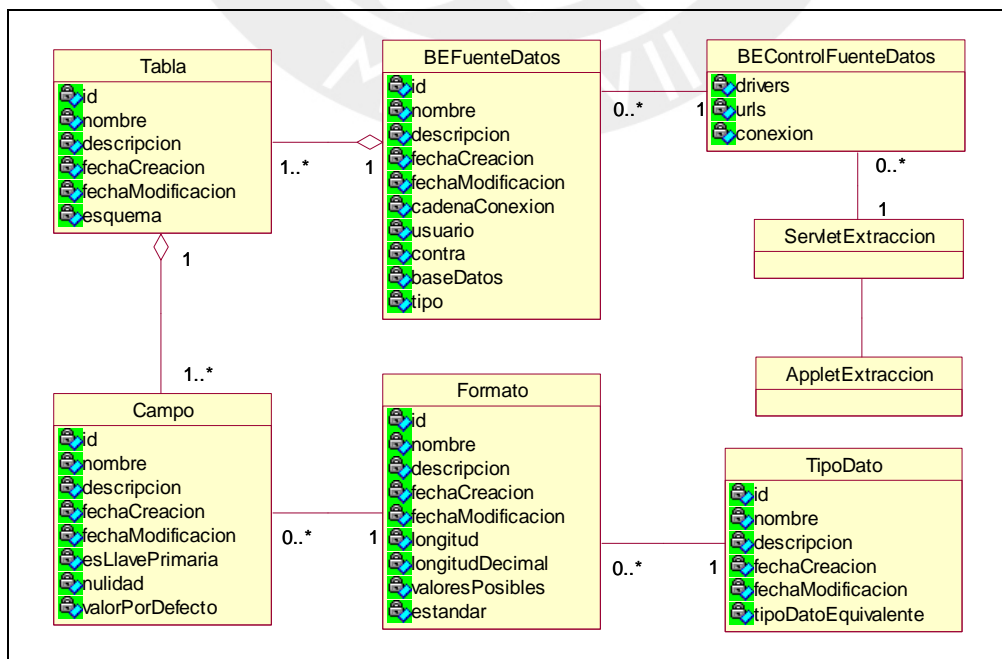 Tabla
id
nombre
descripcion
fechaCreacion
fechaModificacion
esquema
1..*
1
BEFuenteDatos
id
nombre
descripcion
fechaCreacion
fechaModificacion
cadenaConexion
usuario
contra
baseDatos
tipo
0..*
1
BEControlFuenteDatos
drivers
urls
conexion
0..*
1
ServletExtraccion
AppletExtraccion
1
1..*
Campo
id
nombre
descripcion
fechaCreacion
fechaModificacion
esLlavePrimaria
nulidad
valorPorDefecto
0..*
1
Formato
id
nombre
descripcion
fechaCreacion
fechaModificacion
longitud
longitudDecimal
valoresPosibles
estandar
0..*
1
TipoDato
id
nombre
descripcion
fechaCreacion
fechaModificacion
tipoDatoEquivalente